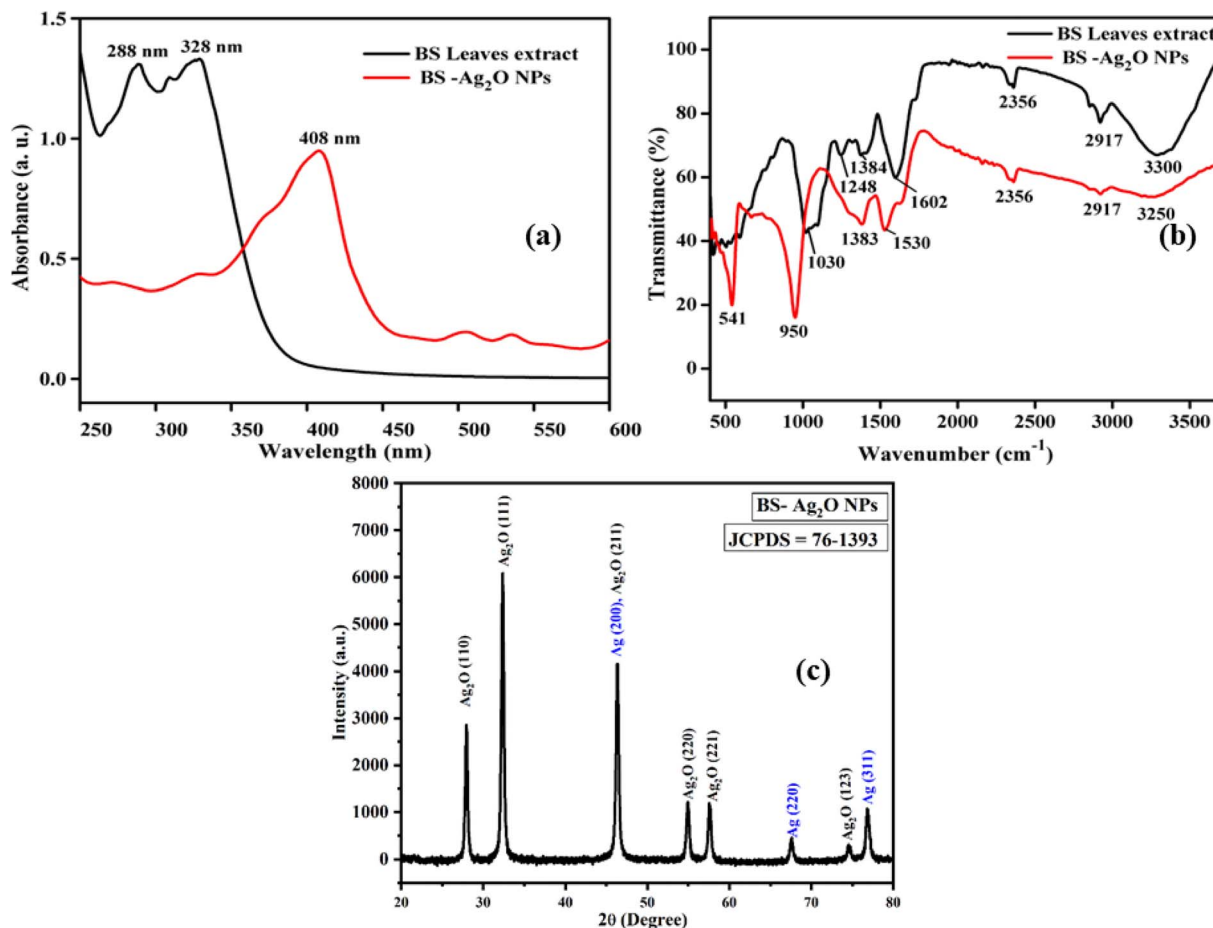 1.5
1.0
0.5
0.0
Absorbance (a. u.)
288 nm
328 nm
408 nm
BS Leaves extract
BS -Ag₂O NPs
(a)
250 300 350 400 450 500 550 600
Wavelength (nm)
100
80
60
40
20
0
Transmittance (%)
BS Leaves extract
BS -Ag₂O NPs
2356
2917
3300
1384
1248
1602
2356
2917
3250
1383
1530
1030
541
950
(b)
500 1000 1500 2000 2500 3000 3500
Wavenumber (cm⁻¹)
8000
7000
6000
5000
4000
3000
2000
1000
0
Intensity (a.u.)
BS- Ag₂O NPs
JCPDS = 76-1393
Ag₂O (110)
Ag₂O (111)
Ag (200), Ag₂O (211)
Ag₂O (220)
Ag₂O (221)
Ag (220)
Ag₂O (123)
Ag (311)
(c)
20 30 40 50 60 70 80
2θ (Degree)